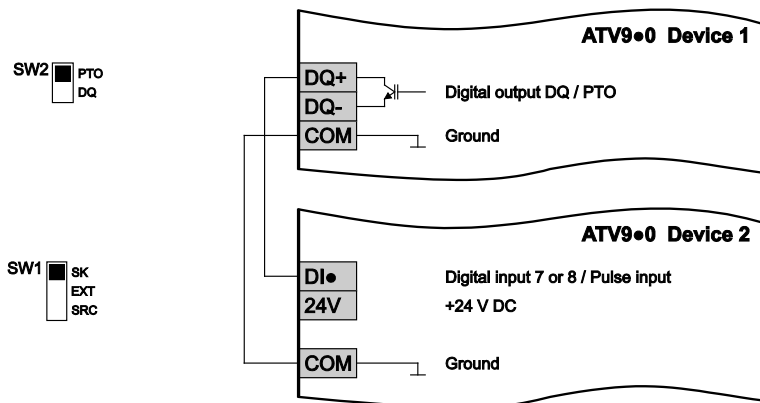 ATV9●0 Device 1
SW2 PTO
DQ
DQ+
DQ-
Digital output DQ / PTO
COM Ground
ATV9●0 Device 2
SW1 SK
EXT
SRC
DI● Digital input 7 or 8 / Pulse input
24V +24 V DC
COM Ground